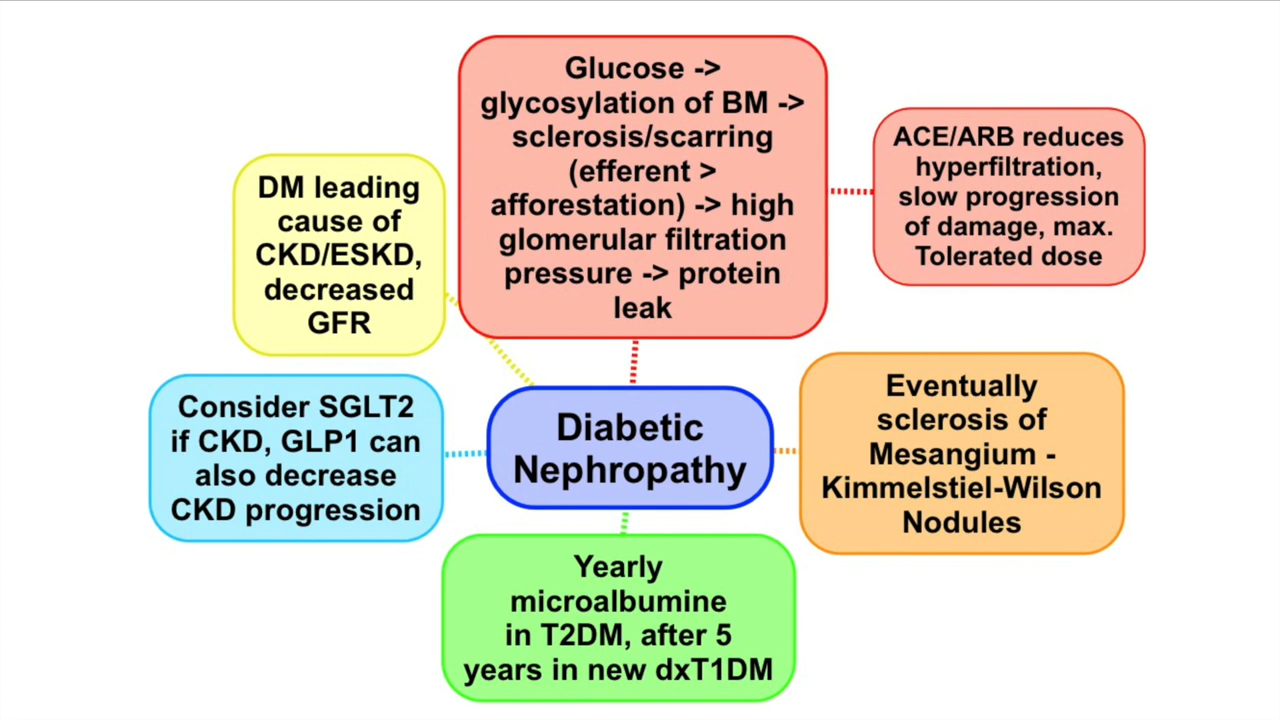 Glucose ->
glycosylation of BM ->
sclerosis/scarring
(efferent >
afforestation) -> high
glomerular filtration
pressure -> protein
leak
ACE/ARB reduces
hyperfiltration,
slow progression
of damage, max.
Tolerated dose
DM leading
cause of
CKD/ESKD,
decreased
GFR
Consider SGLT2
if CKD, GLP1 can
also decrease
CKD progression
Diabetic
Nephropathy
Eventually
sclerosis of
Mesangium -
Kimmelstiel-Wilson
Nodules
Yearly
microalbumine
in T2DM, after 5
years in new dxT1DM